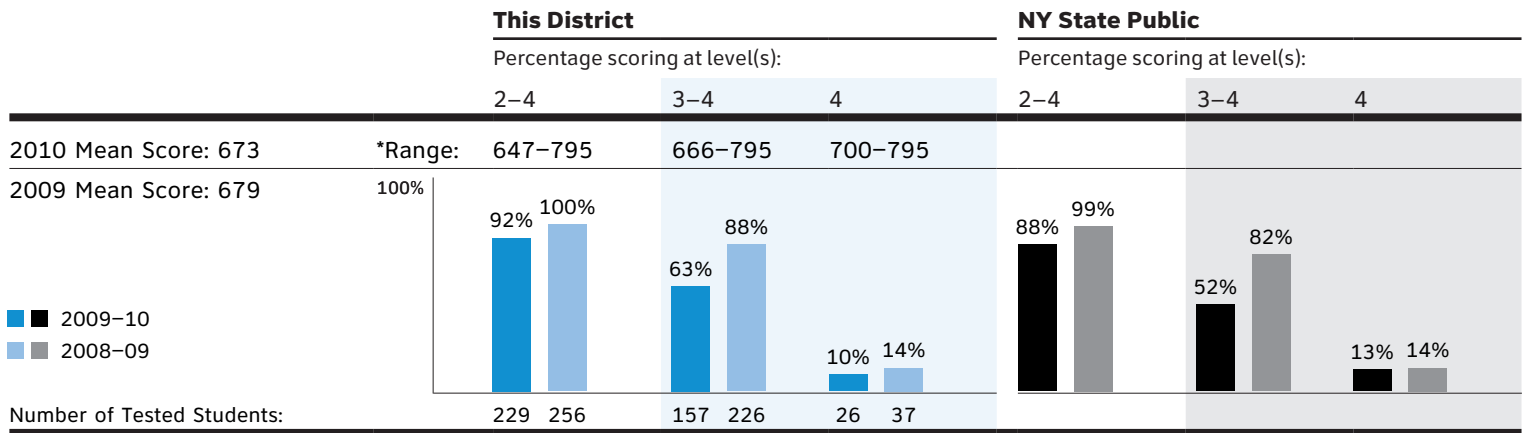 This District NY State Public
Percentage scoring at level(s): Percentage scoring at level(s):
2–4 3–4 4 2–4 3–4 4
2010 Mean Score: 673 *Range: 647–795 666–795 700–795
2009 Mean Score: 679 100%
92% 100% 63% 88% 10% 14% 88% 99% 52% 82% 13% 14%
2009–10
2008–09
Number of Tested Students: 229 256 157 226 26 37